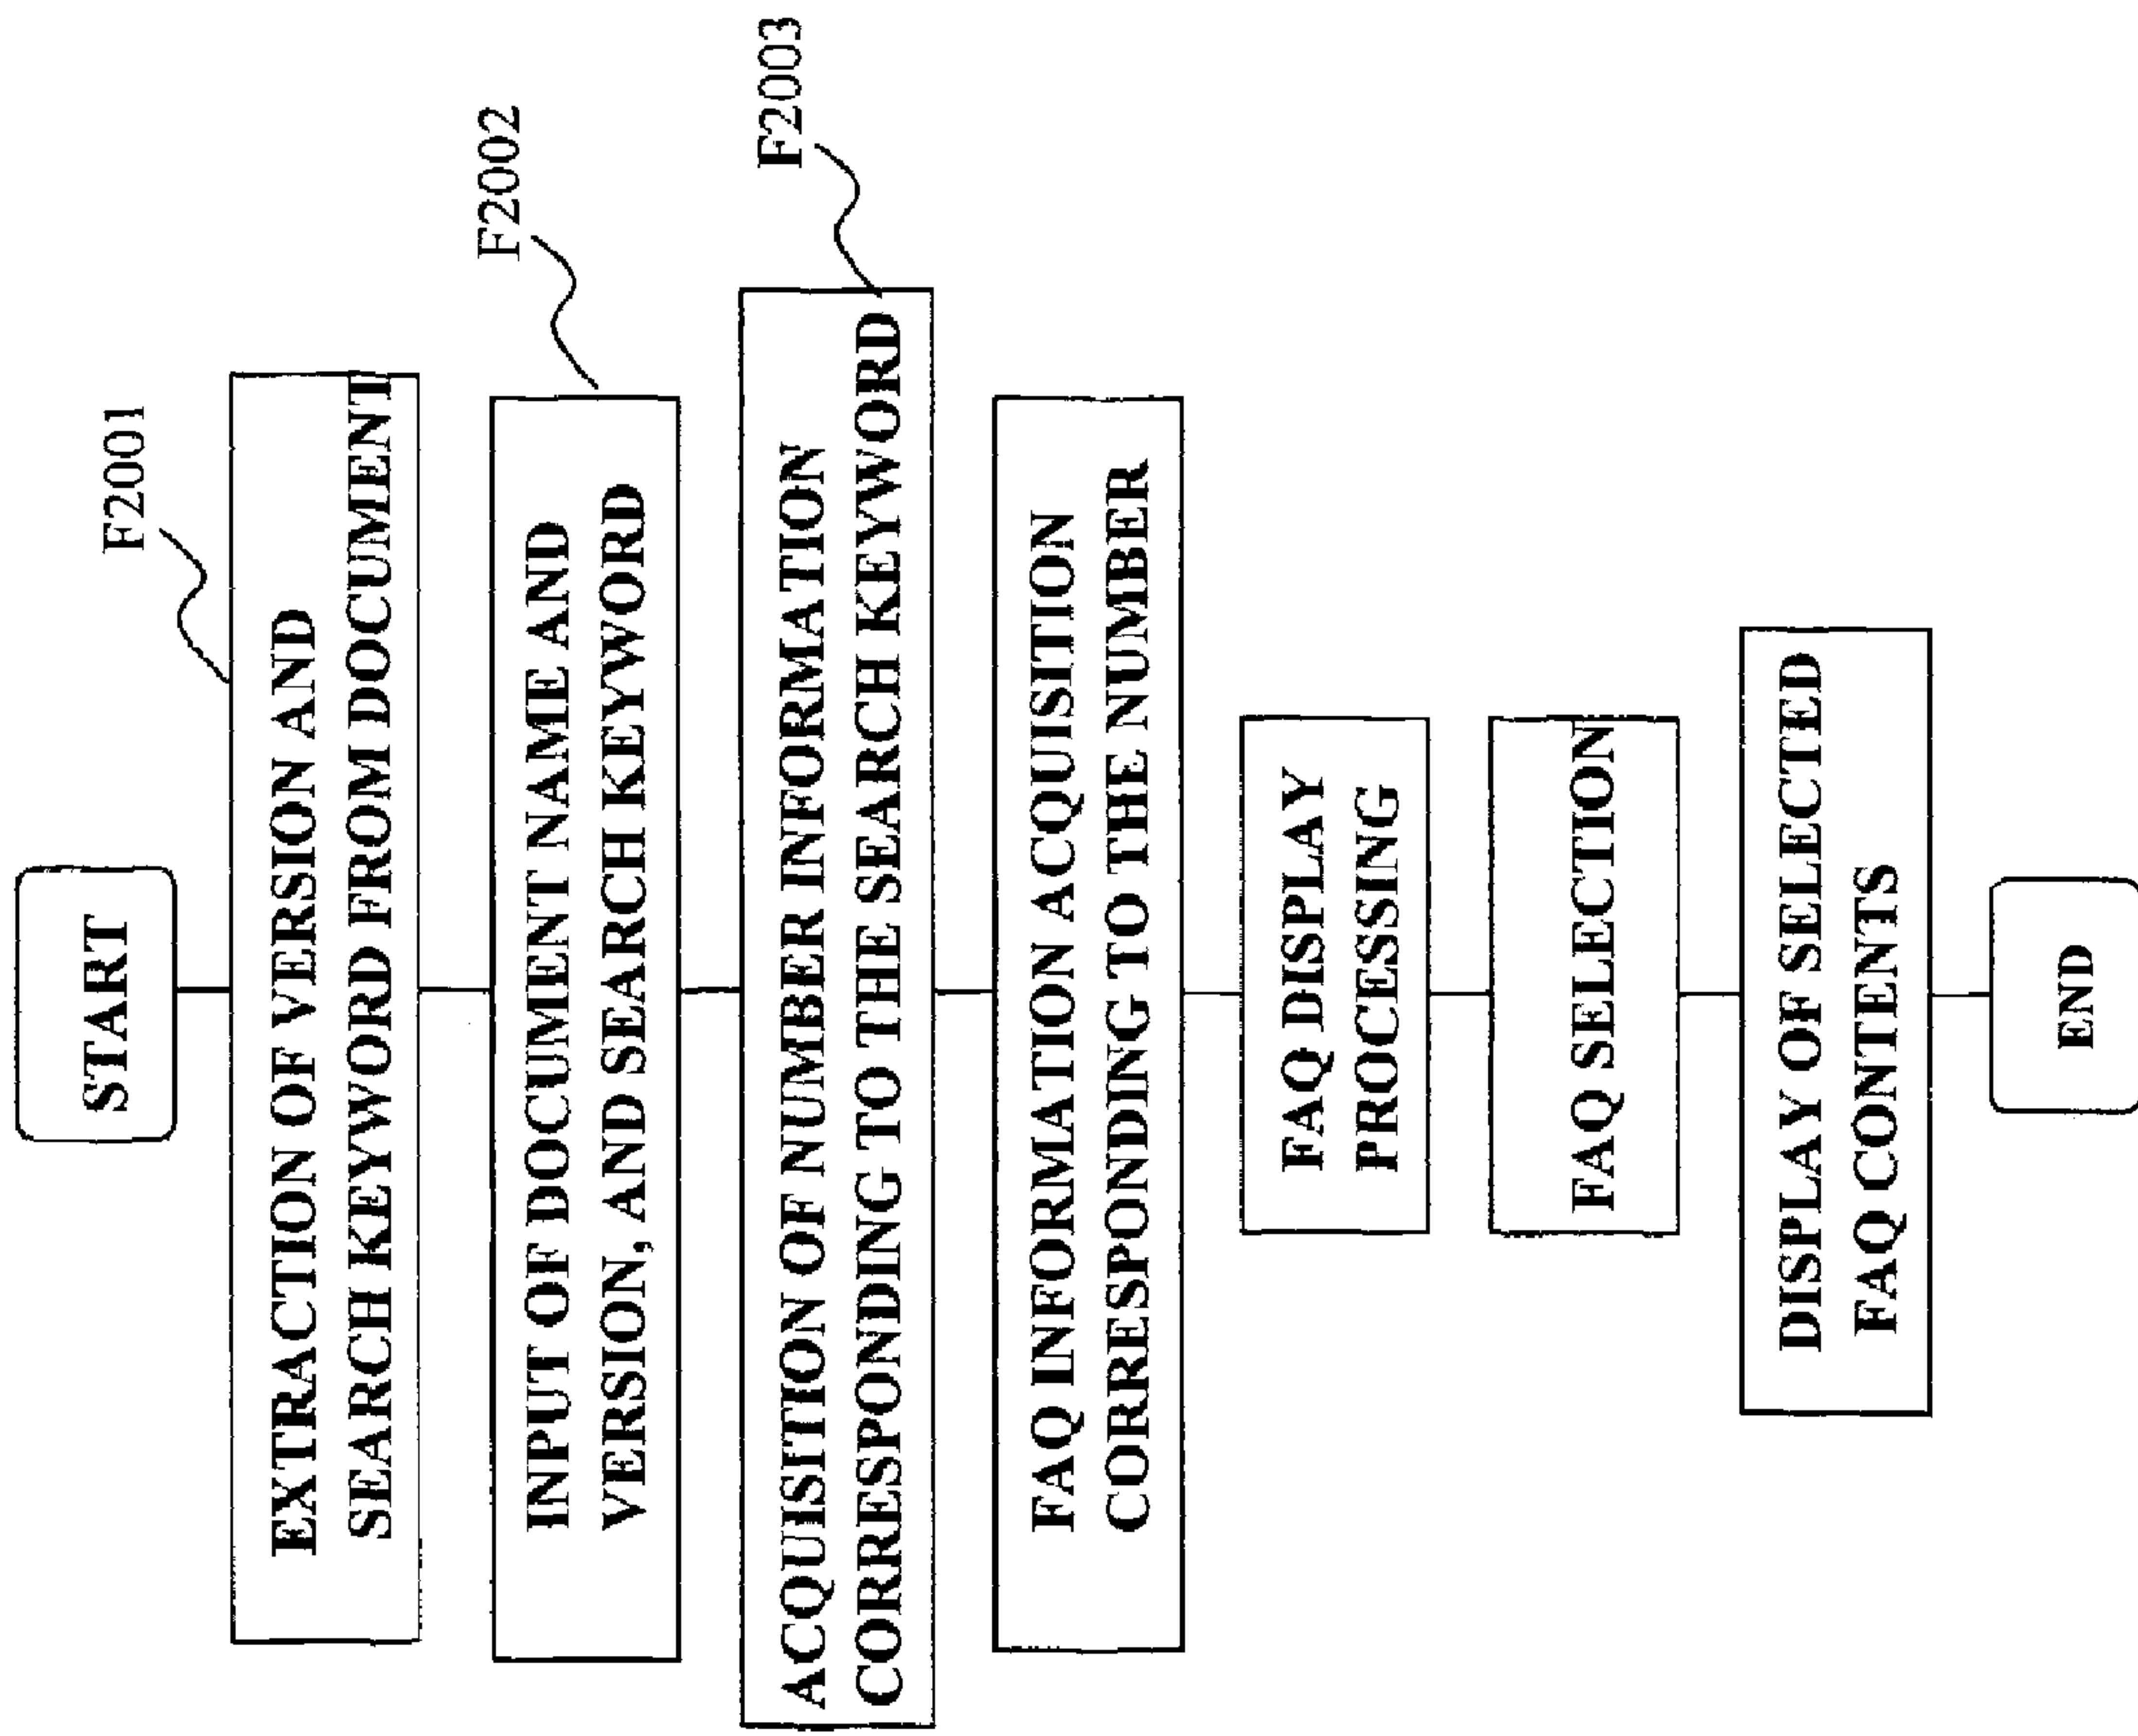 START
F2001
EXTRACTION OF VERSION AND
SEARCH KEYWORD FROM DOCUMENT
F2002
INPUT OF DOCUMENT NAME AND
VERSION, AND SEARCH KEYWORD
F2003
ACQUISITION OF NUMBER INFORMATION
CORRESPONDING TO THE SEARCH KEYWORD
FAQ INFORMATION ACQUISITION
CORRESPONDING TO THE NUMBER
FAQ DISPLAY
PROCESSING
FAQ SELECTION
DISPLAY OF SELECTED
FAQ CONTENTS
END